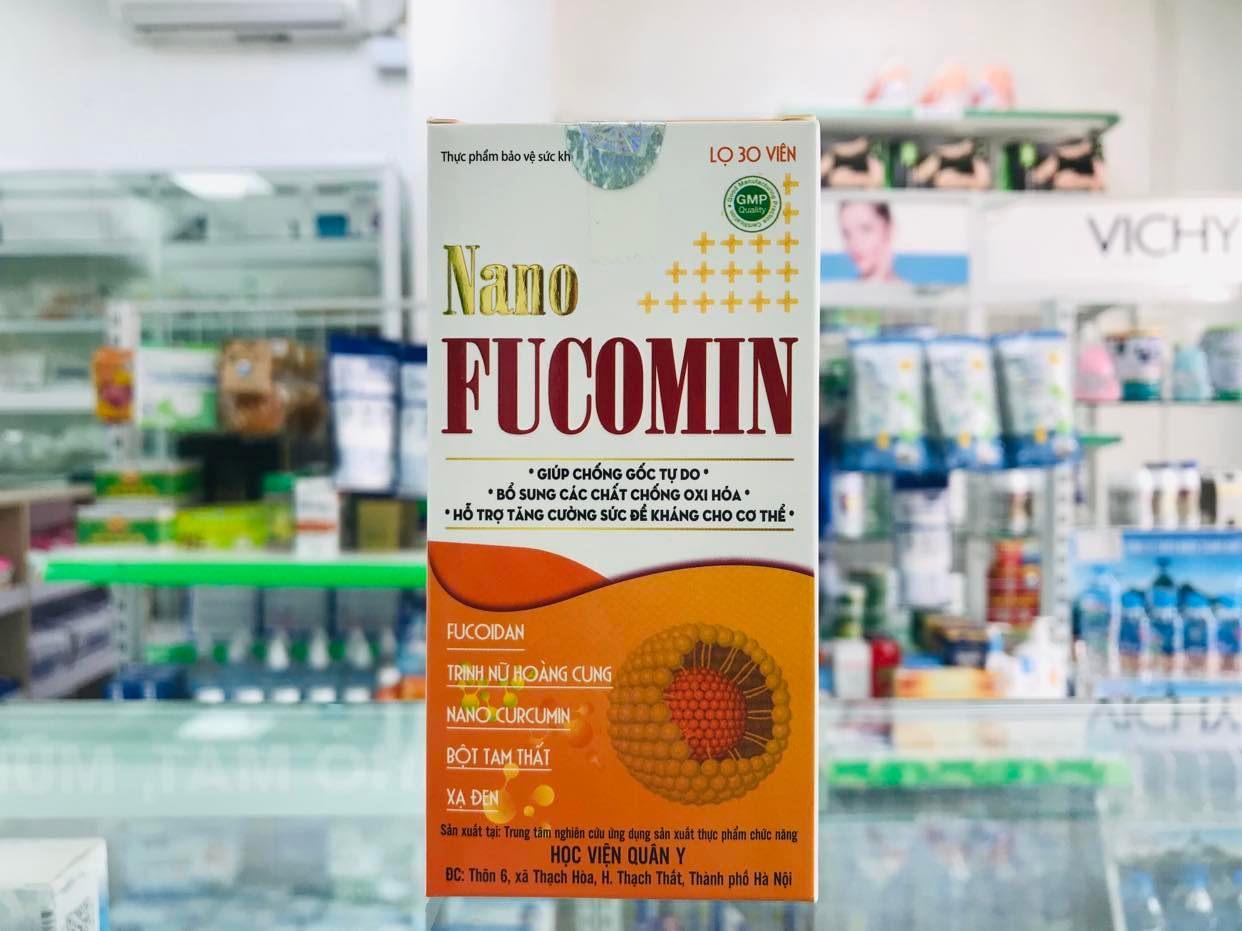 Thực phẩm bảo vệ sức kh
LỌ 30 VIÊN
GMP
Quality
Nano
FUCOMIN
• GIÚP CHỐNG GỐC TỰ DO •
• BỔ SUNG CÁC CHẤT CHỐNG OXI HÓA •
• HỖ TRỢ TĂNG CƯỜNG SỨC ĐỀ KHÁNG CHO CƠ THỂ •
FUCOIDAN
TRINH NỮ HOÀNG CUNG
NANO CURCUMIN
BỘT TAM THẤT
XẠ ĐEN
Sản xuất tại: Trung tâm nghiên cứu ứng dụng sản xuất thực phẩm chức năng
HỌC VIỆN QUÂN Y
ĐC: Thôn 6, xã Thạch Hòa, H. Thạch Thất, Thành phố Hà Nội
VICHY